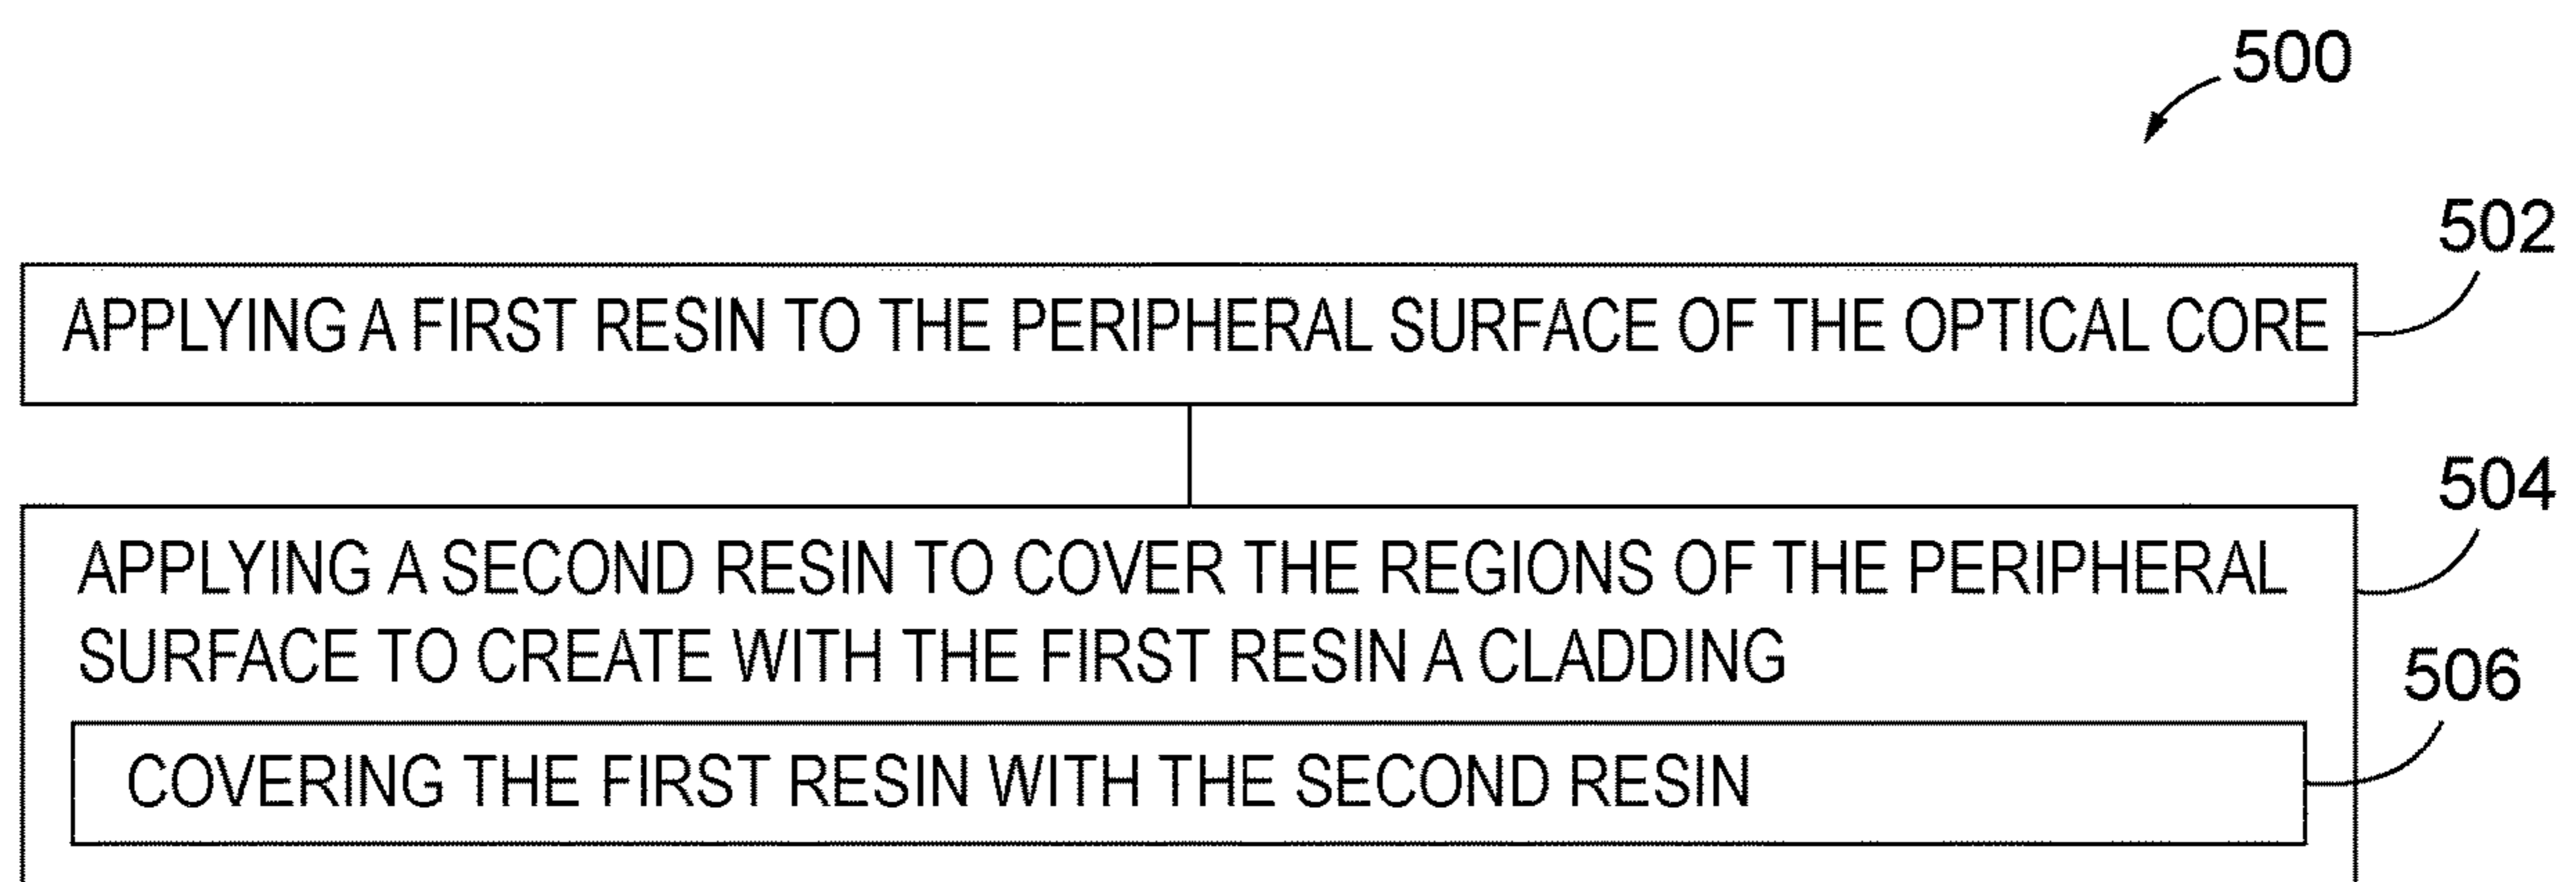 500
502
APPLYING A FIRST RESIN TO THE PERIPHERAL SURFACE OF THE OPTICAL CORE
504
APPLYING A SECOND RESIN TO COVER THE REGIONS OF THE PERIPHERAL
SURFACE TO CREATE WITH THE FIRST RESIN A CLADDING
506
COVERING THE FIRST RESIN WITH THE SECOND RESIN